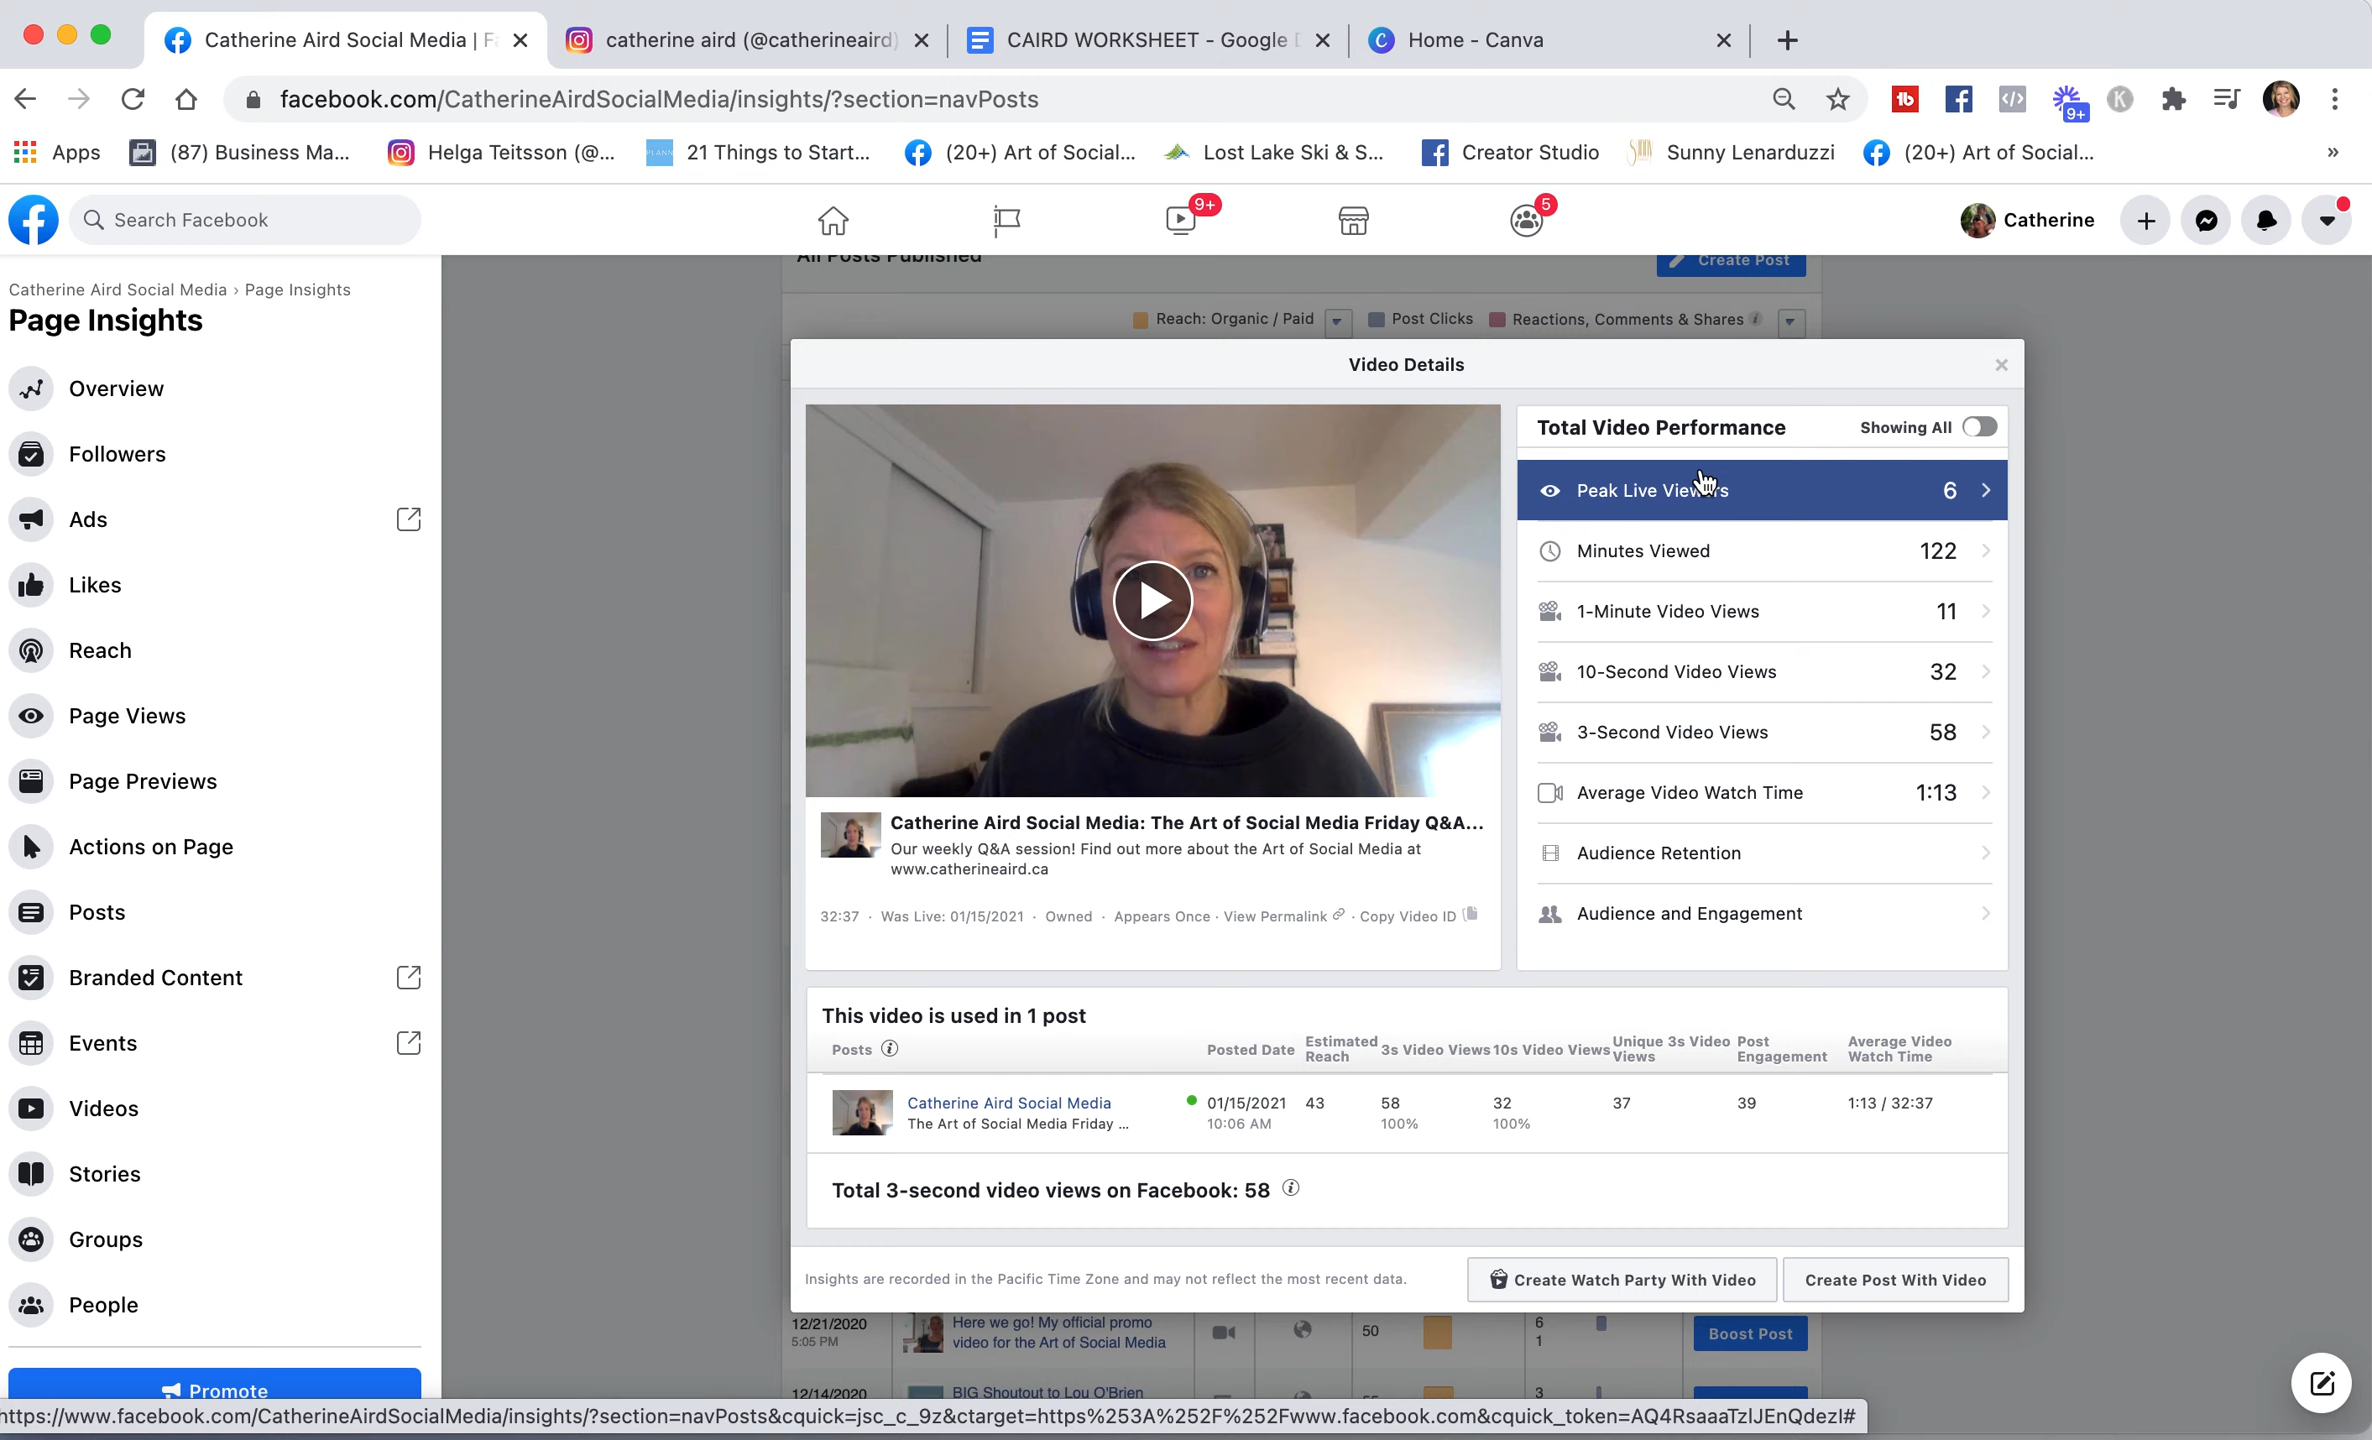 Catherine Aird Social Media | Fa
catherine aird (@catherineaird)
CAIRD WORKSHEET - Google D
Home - Canva
facebook.com/CatherineAirdSocialMedia/insights/?section=navPosts
9+
Apps
(87) Business Ma...
Helga Teitsson (@...
PLANN
21 Things to Start...
(20+) Art of Social...
Lost Lake Ski & S...
Creator Studio
Sunny Lenarduzzi
(20+) Art of Social...
»
Search Facebook
9+
5
Catherine
Catherine Aird Social Media › Page Insights
Page Insights
Overview
Followers
Ads
Likes
Reach
Page Views
Page Previews
Actions on Page
Posts
Branded Content
Events
Videos
Stories
Groups
People
Promote
All Posts Published
Create Post
Reach: Organic / Paid
Post Clicks
Reactions, Comments & Shares
Video Details
Total Video Performance
Showing All
Peak Live Viewers 6
Minutes Viewed 122
1-Minute Video Views 11
10-Second Video Views 32
3-Second Video Views 58
Average Video Watch Time 1:13
Audience Retention
Audience and Engagement
Catherine Aird Social Media: The Art of Social Media Friday Q&A...
Our weekly Q&A session! Find out more about the Art of Social Media at
www.catherineaird.ca
32:37 · Was Live: 01/15/2021 · Owned · Appears Once · View Permalink · Copy Video ID
This video is used in 1 post
Posts
Posted Date
Estimated Reach
3s Video Views
10s Video Views
Unique 3s Video Views
Post Engagement
Average Video Watch Time
Catherine Aird Social Media 01/15/2021 43 58 32 37 39 1:13 / 32:37
The Art of Social Media Friday ... 10:06 AM 100% 100%
Total 3-second video views on Facebook: 58
Insights are recorded in the Pacific Time Zone and may not reflect the most recent data.
Create Watch Party With Video
Create Post With Video
12/21/2020 Here we go! My official promo 50 6 Boost Post
5:05 PM video for the Art of Social Media 1
12/14/2020 BIG Shoutout to Lou O'Brien 3
https://www.facebook.com/CatherineAirdSocialMedia/insights/?section=navPosts&cquick=jsc_c_9z&ctarget=https%253A%252F%252Fwww.facebook.com&cquick_token=AQ4RsaaaTzlJEnQdezI#